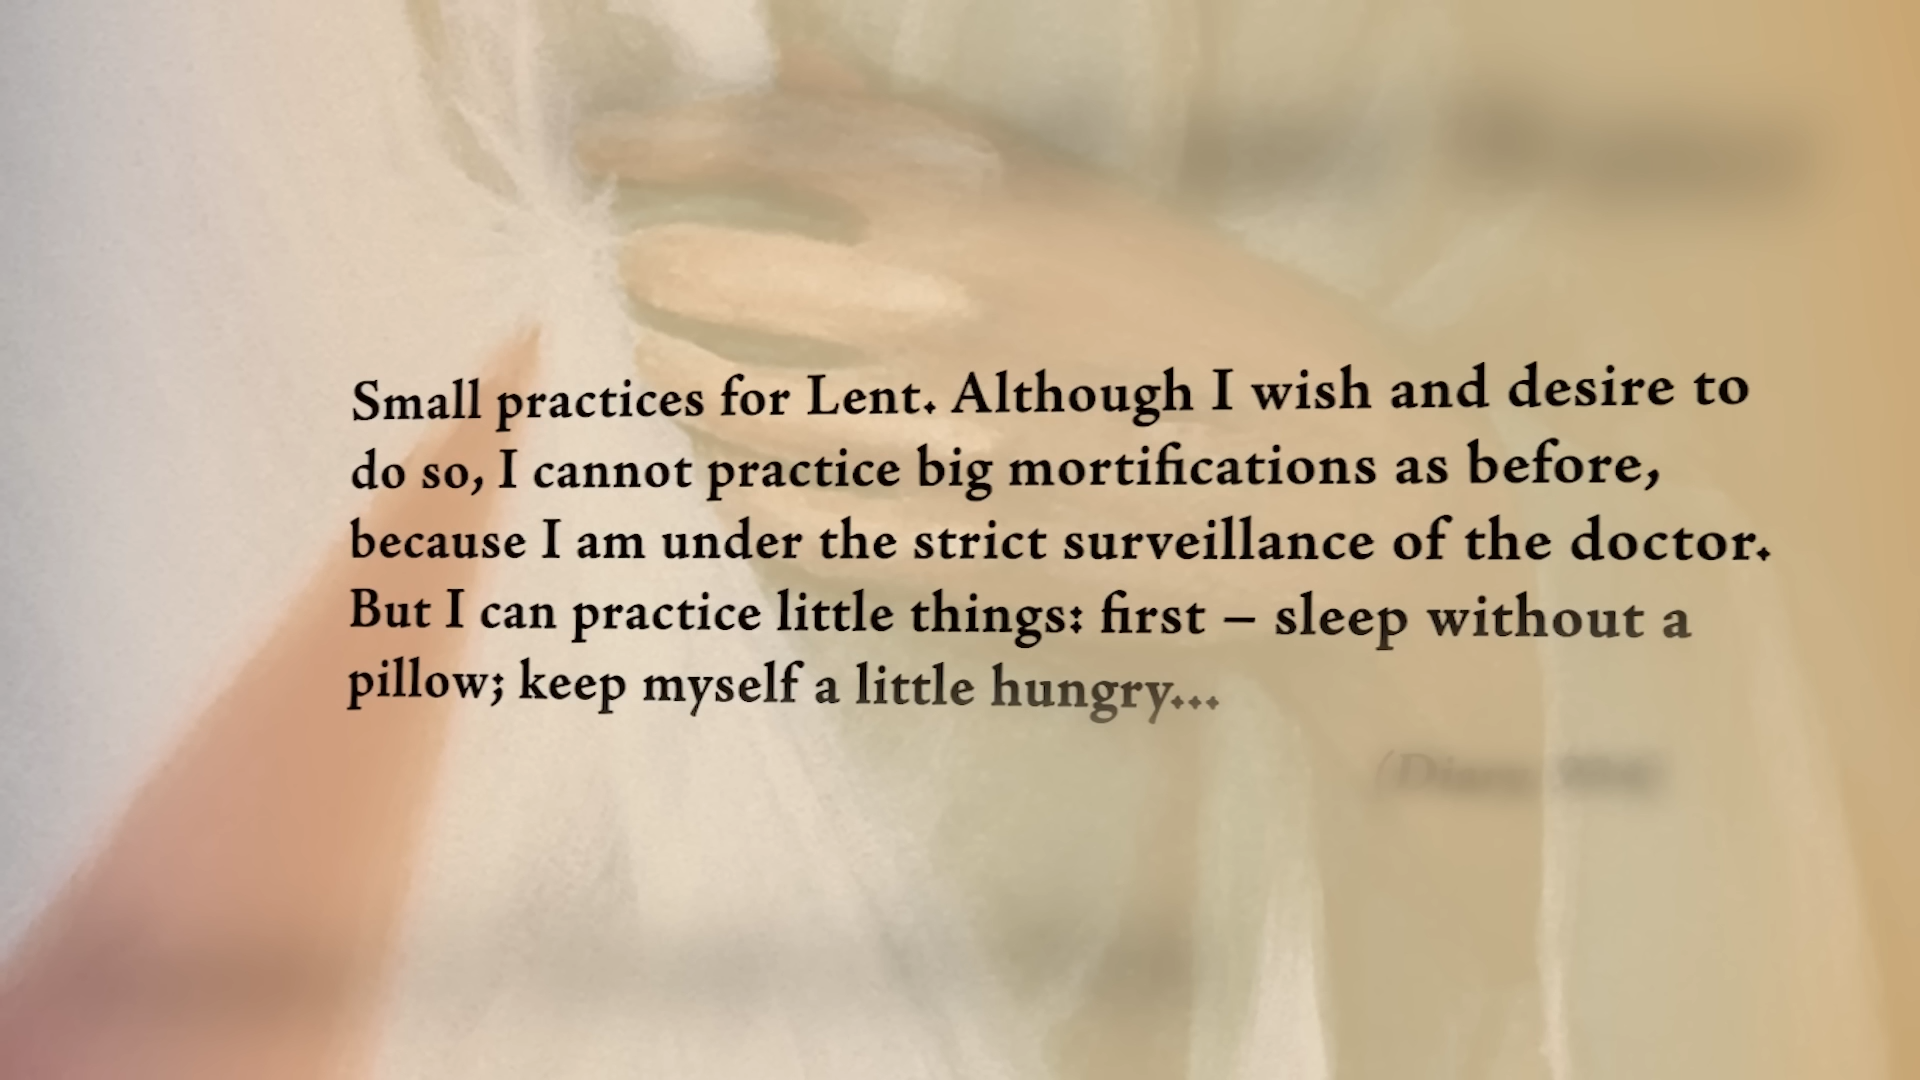 Small practices for Lent. Although I wish and desire to
do so, I cannot practice big mortifications as before,
because I am under the strict surveillance of the doctor.
But I can practice little things: first – sleep without a
pillow; keep myself a little hungry...